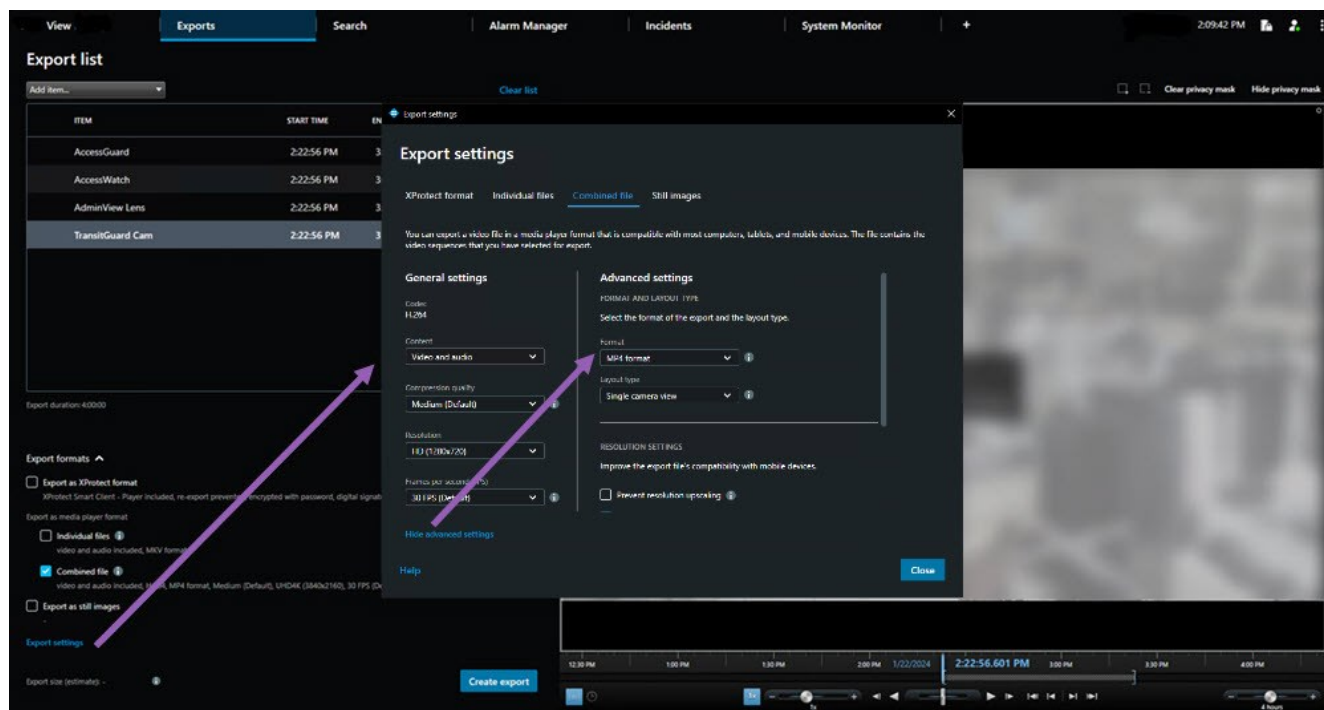 View
Exports
Search
Alarm Manager
Incidents
System Monitor
+
2:09:42 PM
Export list
Add item...
Clear list
Clear privacy mask
Hide privacy mask
ITEM
START TIME
EN
AccessGuard
2:22:56 PM
3
AccessWatch
2:22:56 PM
3
AdminView Lens
2:22:56 PM
3
TransitGuard Cam
2:22:56 PM
3
Export duration: 4:00:00
Export formats
Export as XProtect format
XProtect Smart Client - Player included, re-export prevented, encrypted with password, digital signat
Export as media player format
Individual files
video and audio included, MKV format
Combined file
video and audio included, MP4 format, Medium (Default), UHD4K (3840x2160), 30 FPS (De
Export as still images
-
Export settings
Export size (estimate): -
Create export
Export settings
Export settings
XProtect format
Individual files
Combined file
Still images
You can export a video file in a media player format that is compatible with most computers, tablets, and mobile devices. The file contains the
video sequences that you have selected for export.
General settings
Codec
H.264
Content
Video and audio
Compression quality
Medium (Default)
Resolution
HD (1280x720)
Frames per second (FPS)
30 FPS (Default)
Hide advanced settings
Help
Advanced settings
FORMAT AND LAYOUT TYPE
Select the format of the export and the layout type.
Format
MP4 format
Layout type
Single camera view
RESOLUTION SETTINGS
Improve the export file's compatibility with mobile devices.
Prevent resolution upscaling
Close
12:30 PM
1:00 PM
1:30 PM
2:00 PM
1/22/2024
2:22:56.601 PM
3:00 PM
3:30 PM
4:00 PM
1x
1x
4 hours